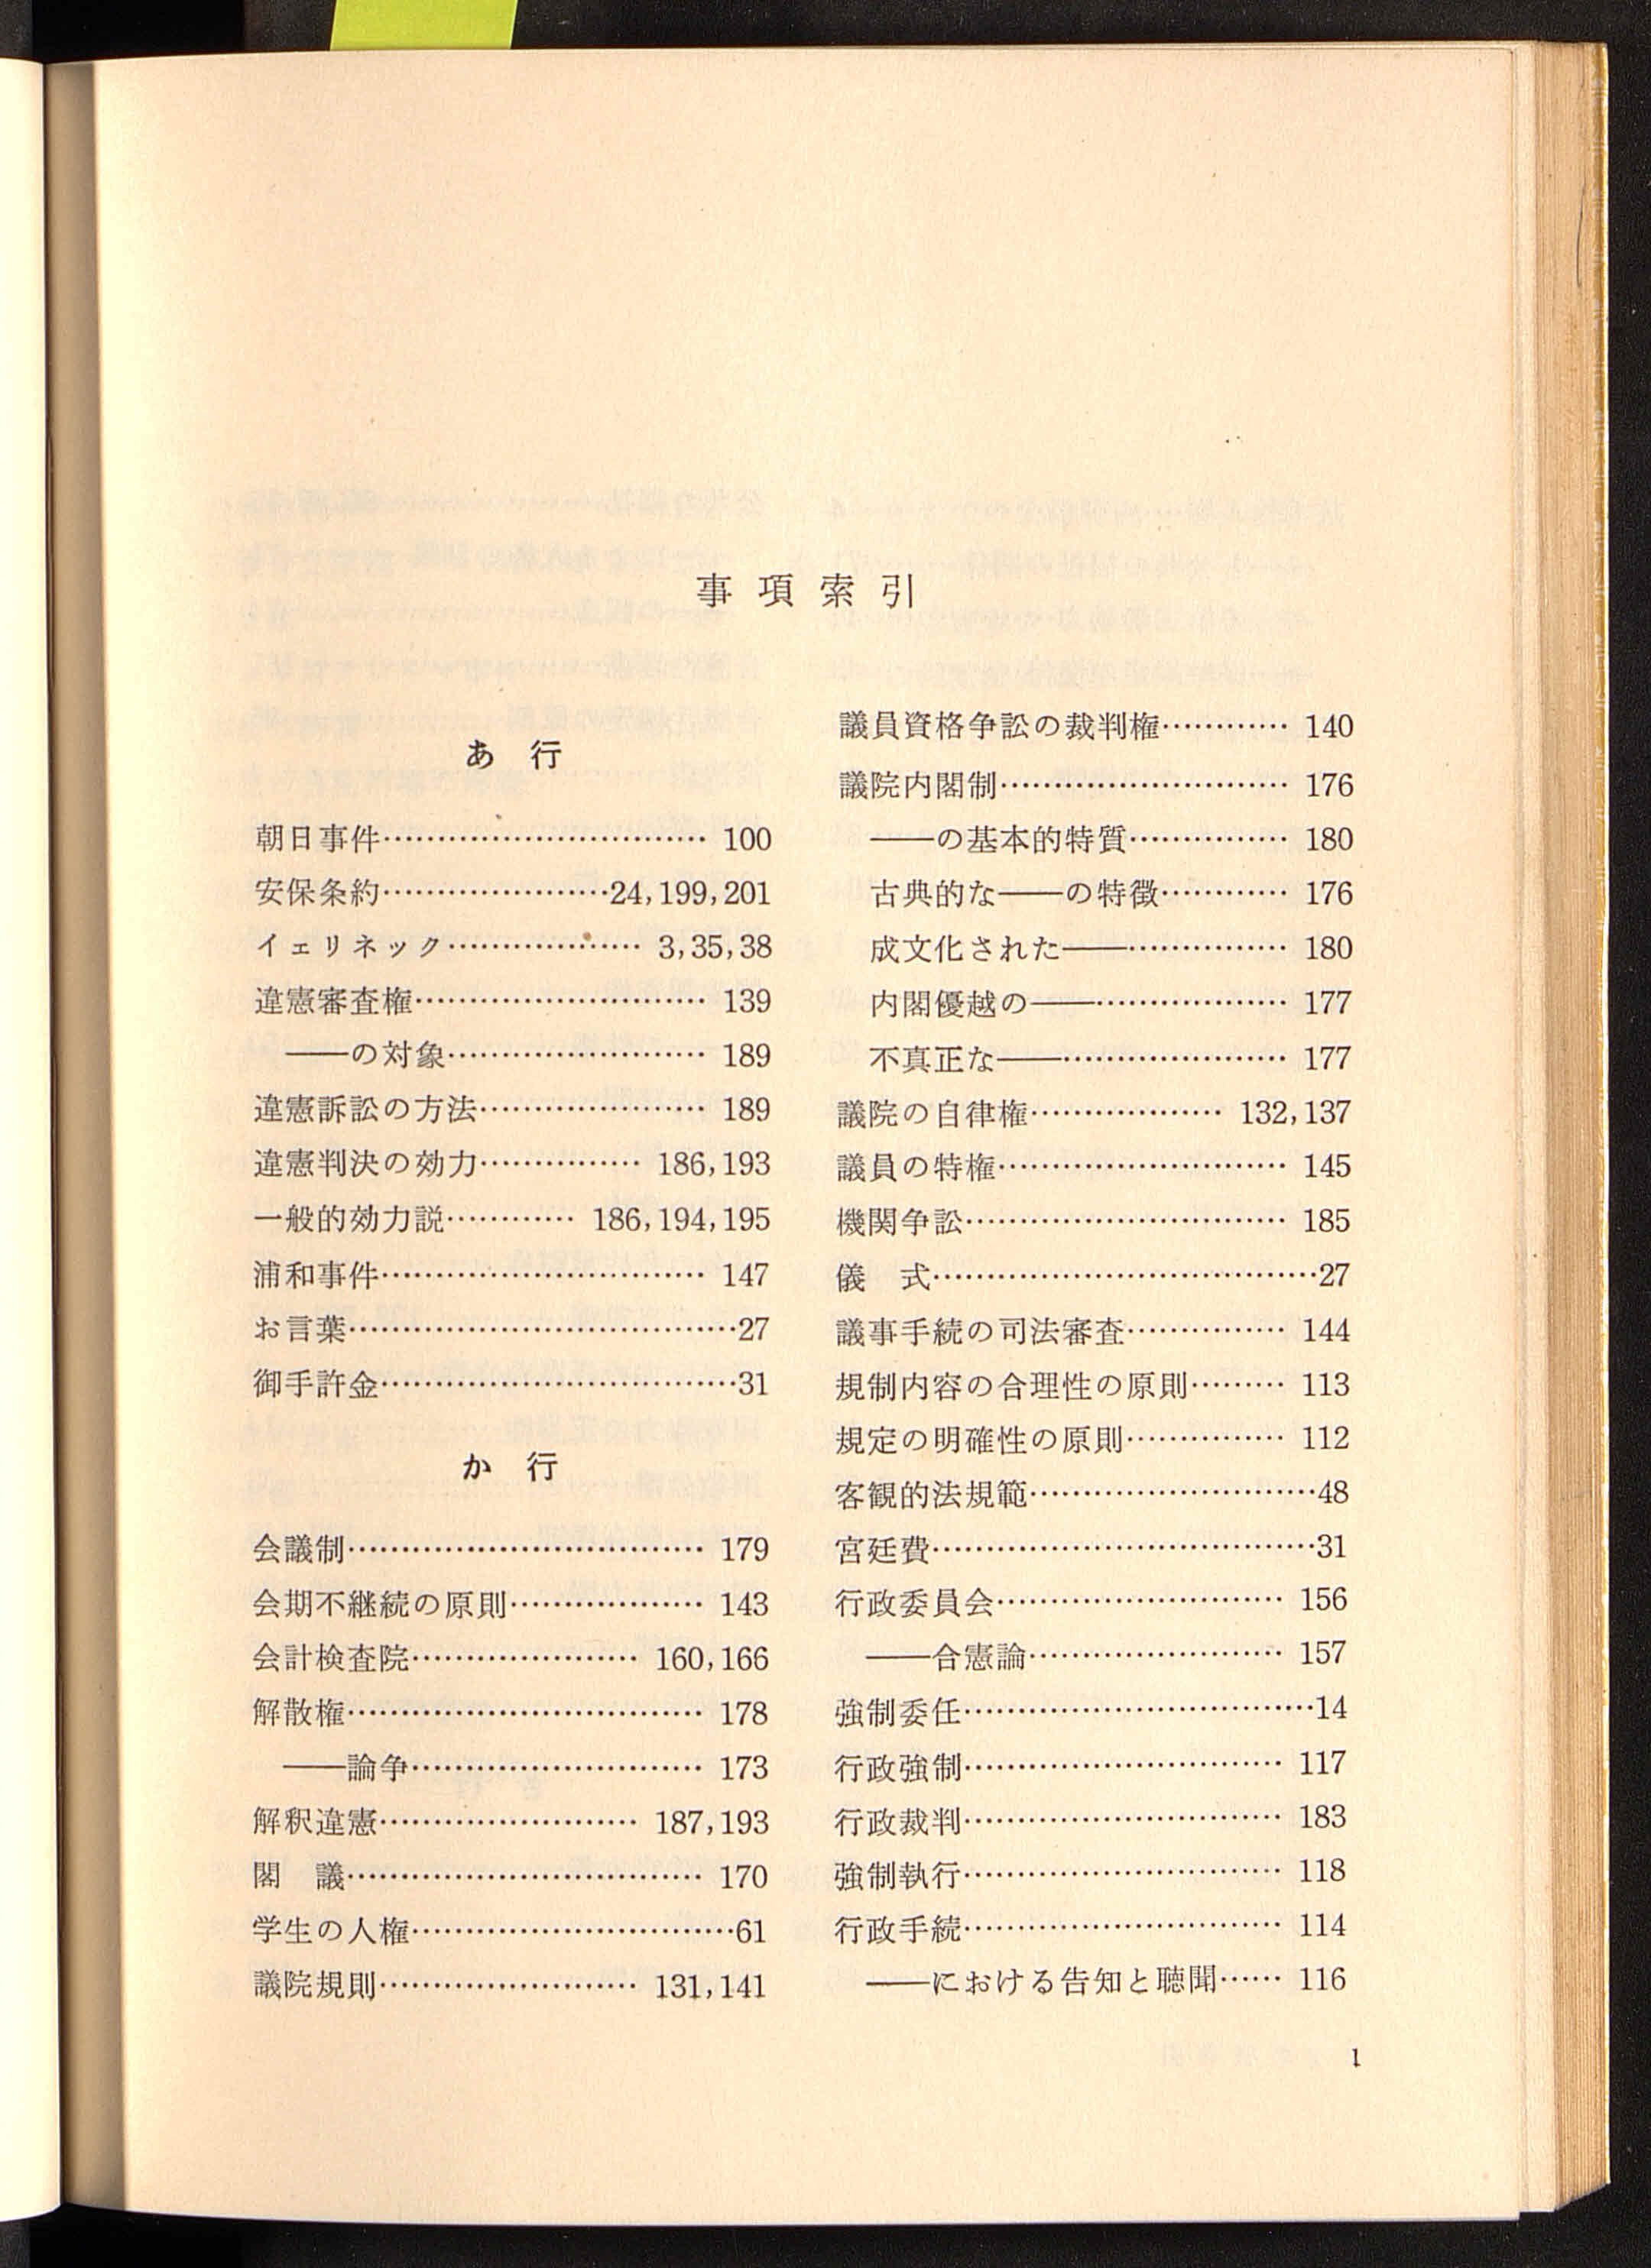 事項索引
あ　行
朝日事件…………………………… 100
安保条約…………………24,199,201
イェリネック……………… 3,35,38
違憲審査権……………………… 139
――の対象…………………… 189
違憲訴訟の方法………………… 189
違憲判決の効力…………… 186,193
一般的効力説………… 186,194,195
浦和事件………………………… 147
お言葉………………………………27
御手許金……………………………31
か　行
会議制…………………………… 179
会期不継続の原則……………… 143
会計検査院………………… 160,166
解散権…………………………… 178
――論争……………………… 173
解釈違憲…………………… 187,193
閣　議…………………………… 170
学生の人権…………………………61
議院規則…………………… 131,141
議員資格争訟の裁判権………… 140
議院内閣制……………………… 176
――の基本的特質…………… 180
古典的な――の特徴………… 176
成文化された――…………… 180
内閣優越の――……………… 177
不真正な――………………… 177
議院の自律権……………… 132,137
議員の特権……………………… 145
機関争訟………………………… 185
儀　式………………………………27
議事手続の司法審査…………… 144
規制内容の合理性の原則……… 113
規定の明確性の原則…………… 112
客観的法規範………………………48
宮廷費………………………………31
行政委員会……………………… 156
――合憲論…………………… 157
強制委任……………………………14
行政強制………………………… 117
行政裁判………………………… 183
強制執行………………………… 118
行政手続………………………… 114
――における告知と聴聞…… 116
1